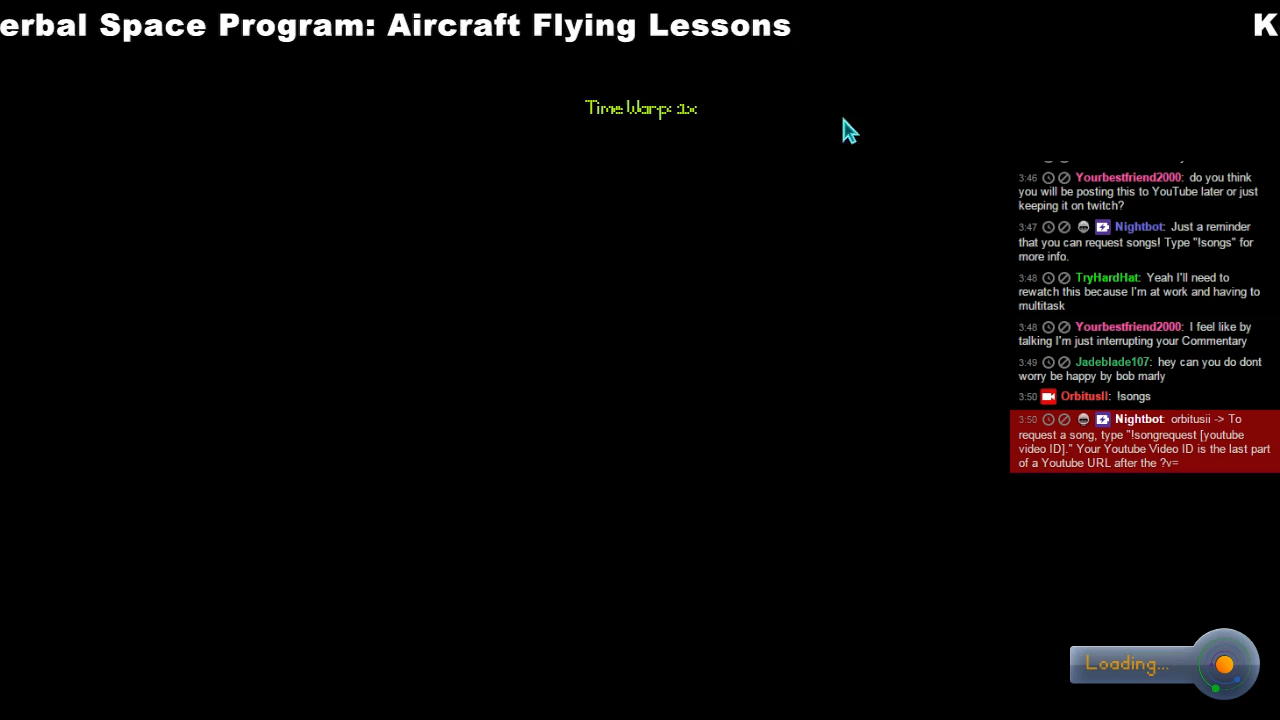 erbal Space Program: Aircraft Flying Lessons K
Time Warp: 1x
3:46 Yourbestfriend2000: do you think
you will be posting this to YouTube later or just
keeping it on twitch?
3:47 Nightbot: Just a reminder
that you can request songs! Type "!songs" for
more info.
3:48 TryHardHat: Yeah I'll need to
rewatch this because I'm at work and having to
multitask
3:48 Yourbestfriend2000: I feel like by
talking I'm just interrupting your Commentary
3:49 Jadeblade107: hey can you do dont
worry be happy by bob marly
3:50 OrbitusII: !songs
3:50 Nightbot: orbitusii -> To
request a song, type "!songrequest [youtube
video ID]." Your Youtube Video ID is the last part
of a Youtube URL after the ?v=
Loading...